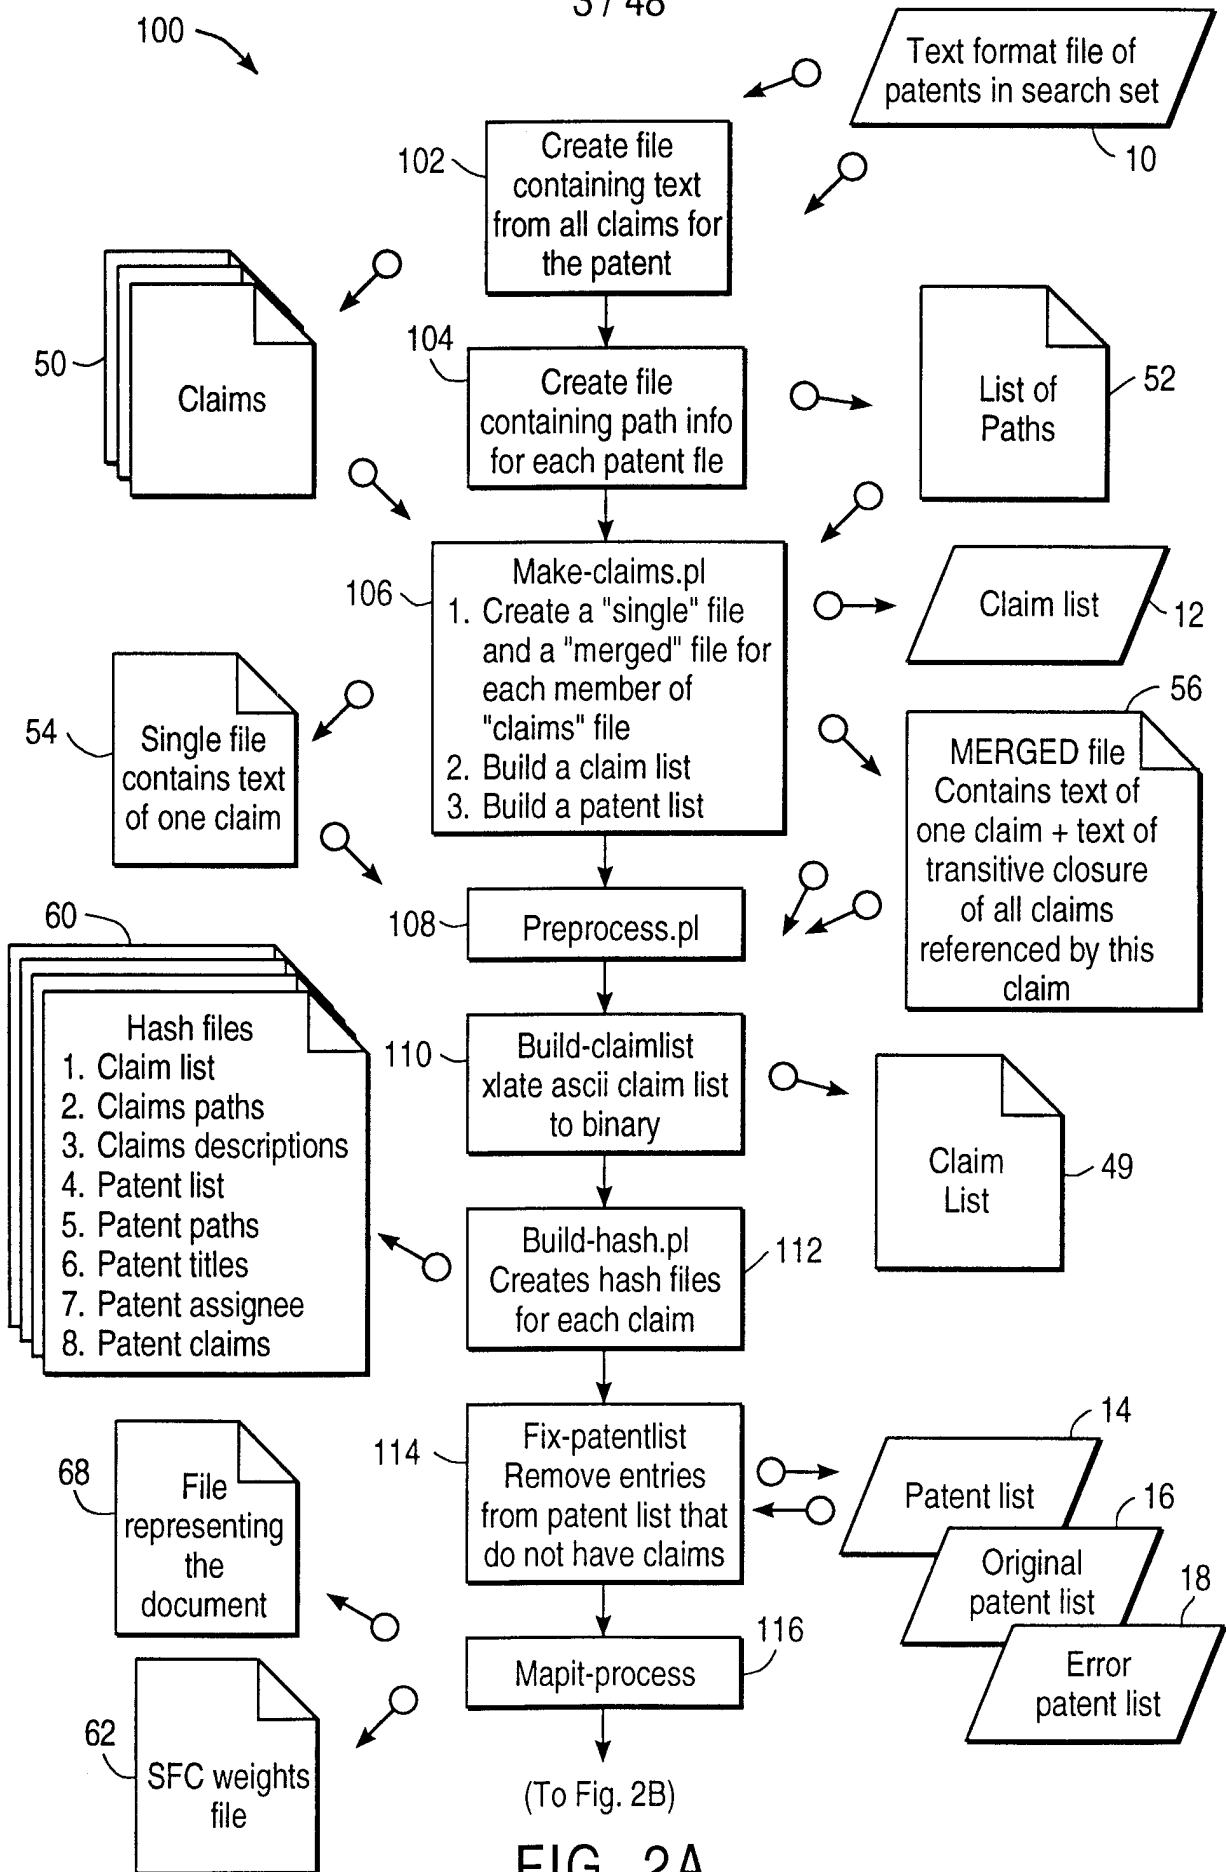 3 / 48
100
Text format file of
patents in search set
10
102
Create file
containing text
from all claims for
the patent
50
Claims
104
Create file
containing path info
for each patent fle
List of
Paths
52
106
Make-claims.pl
1. Create a "single" file
and a "merged" file for
each member of
"claims" file
2. Build a claim list
3. Build a patent list
Claim list
12
54
Single file
contains text
of one claim
56
MERGED file
Contains text of
one claim + text of
transitive closure
of all claims
referenced by this
claim
108
Preprocess.pl
60
Hash files
1. Claim list
2. Claims paths
3. Claims descriptions
4. Patent list
5. Patent paths
6. Patent titles
7. Patent assignee
8. Patent claims
110
Build-claimlist
xlate ascii claim list
to binary
Claim
List
49
Build-hash.pl
Creates hash files
for each claim
112
114
Fix-patentlist
Remove entries
from patent list that
do not have claims
14
Patent list
16
Original
patent list
18
Error
patent list
68
File
representing
the
document
116
Mapit-process
62
SFC weights
file
(To Fig. 2B)
FIG. 2A